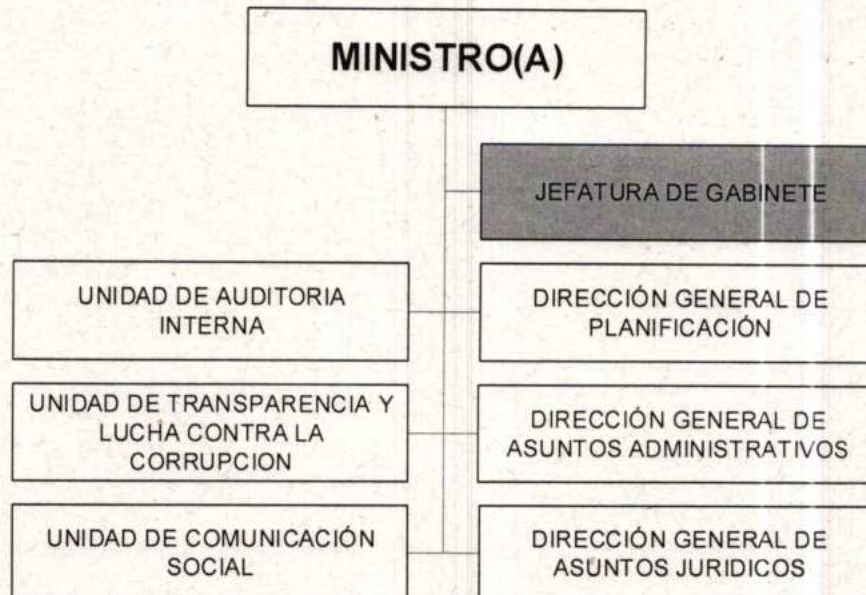 MINISTRO(A)
JEFATURA DE GABINETE
UNIDAD DE AUDITORIA
INTERNA
DIRECCIÓN GENERAL DE
PLANIFICACIÓN
UNIDAD DE TRANSPARENCIA Y
LUCHA CONTRA LA
CORRUPCION
DIRECCIÓN GENERAL DE
ASUNTOS ADMINISTRATIVOS
UNIDAD DE COMUNICACIÓN
SOCIAL
DIRECCIÓN GENERAL DE
ASUNTOS JURIDICOS